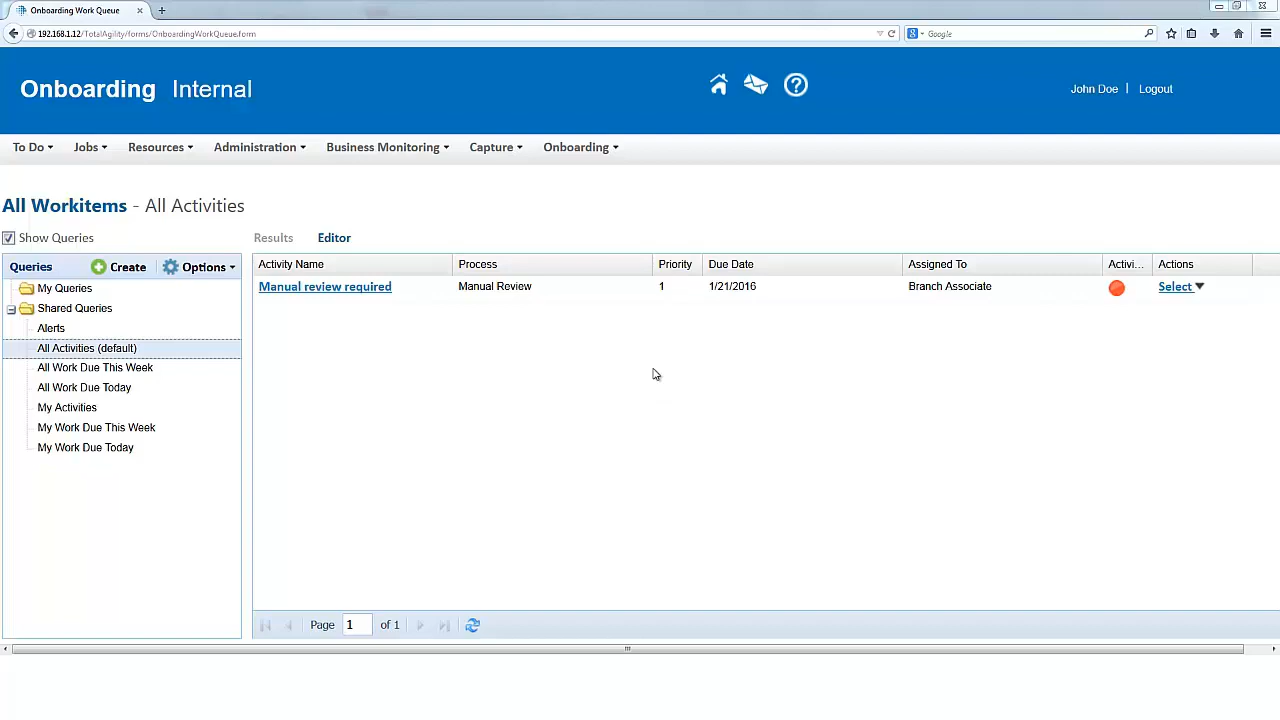 Onboarding Work Queue
192.168.1.12/TotalAgility/forms/OnboardingWorkQueue.form
Google
Onboarding Internal
John Doe | Logout
To Do Jobs Resources Administration Business Monitoring Capture Onboarding
All Workitems - All Activities
Show Queries
Results Editor
Queries Create Options
Activity Name Process Priority Due Date Assigned To Activi... Actions
My Queries
Manual review required Manual Review 1 1/21/2016 Branch Associate Select
Shared Queries
Alerts
All Activities (default)
All Work Due This Week
All Work Due Today
My Activities
My Work Due This Week
My Work Due Today
Page 1 of 1